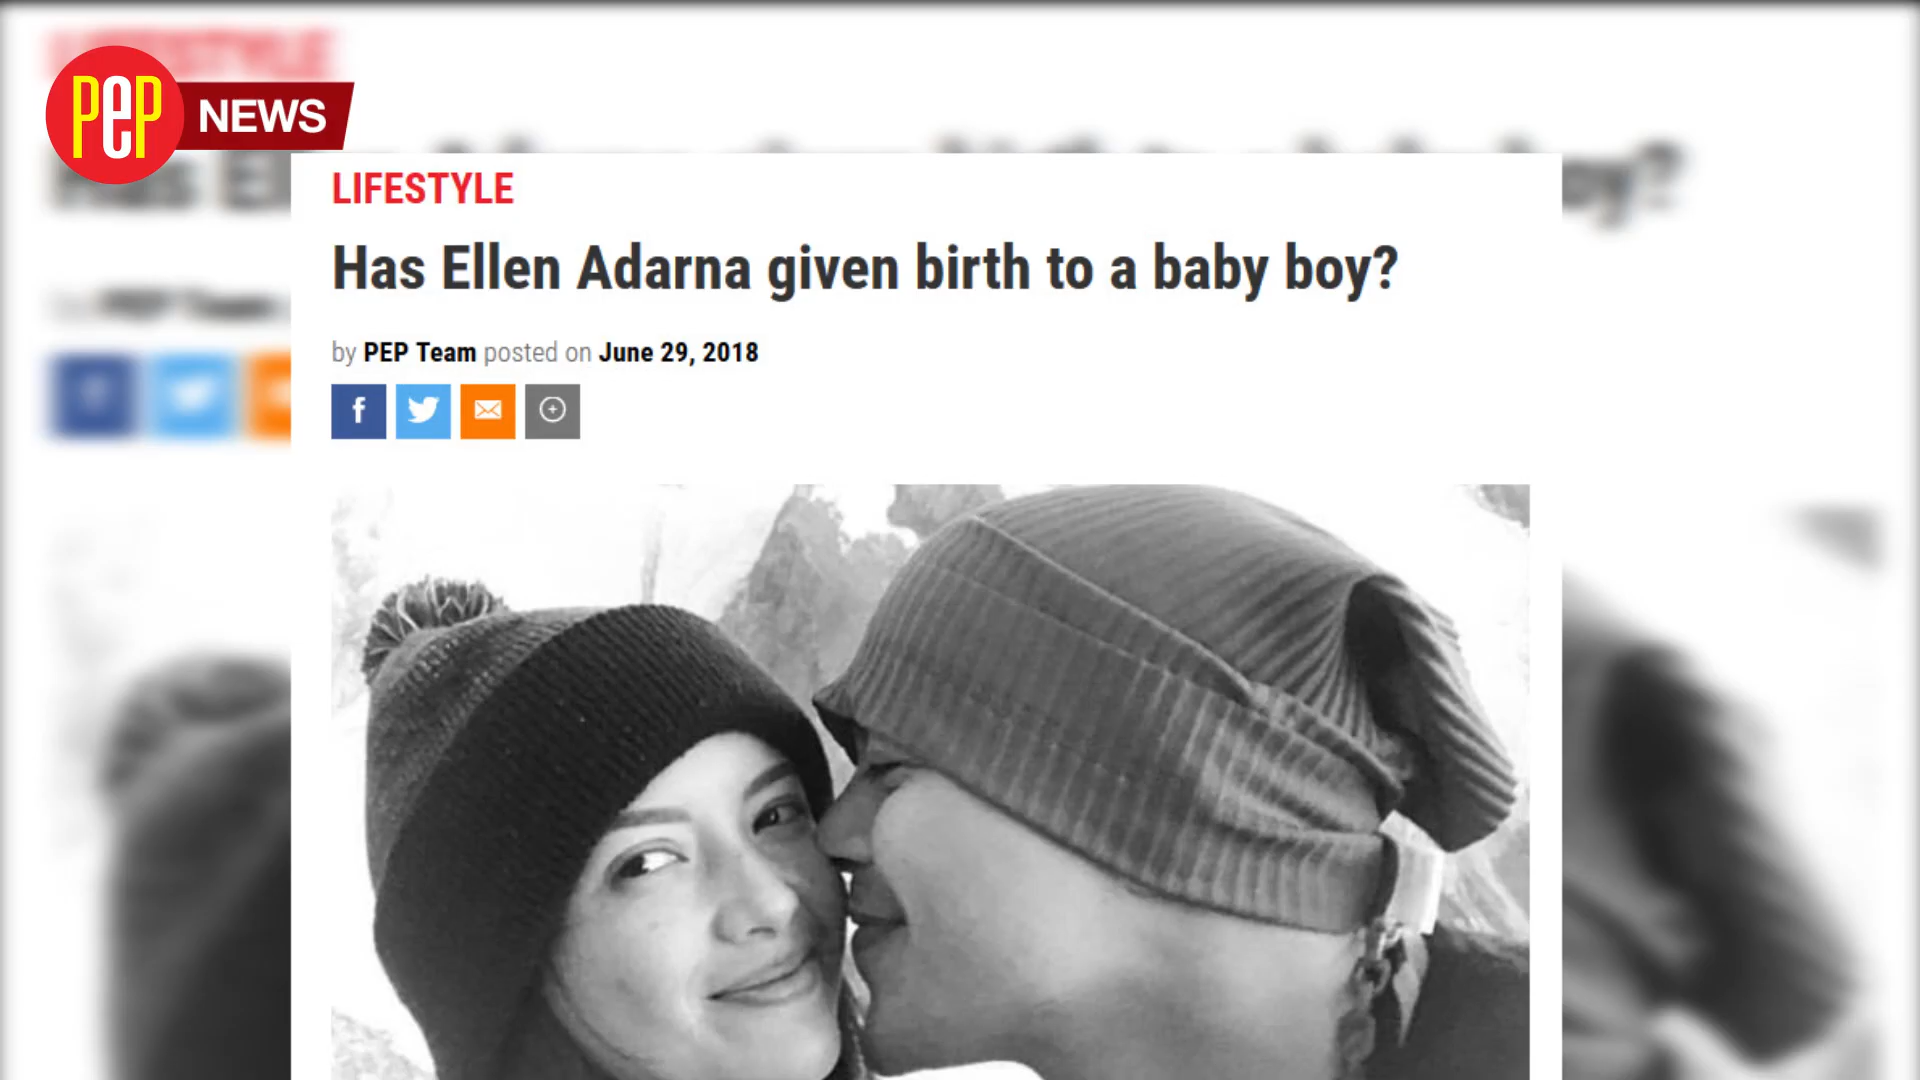 PEP NEWS
LIFESTYLE
Has Ellen Adarna given birth to a baby boy?
by PEP Team posted on June 29, 2018